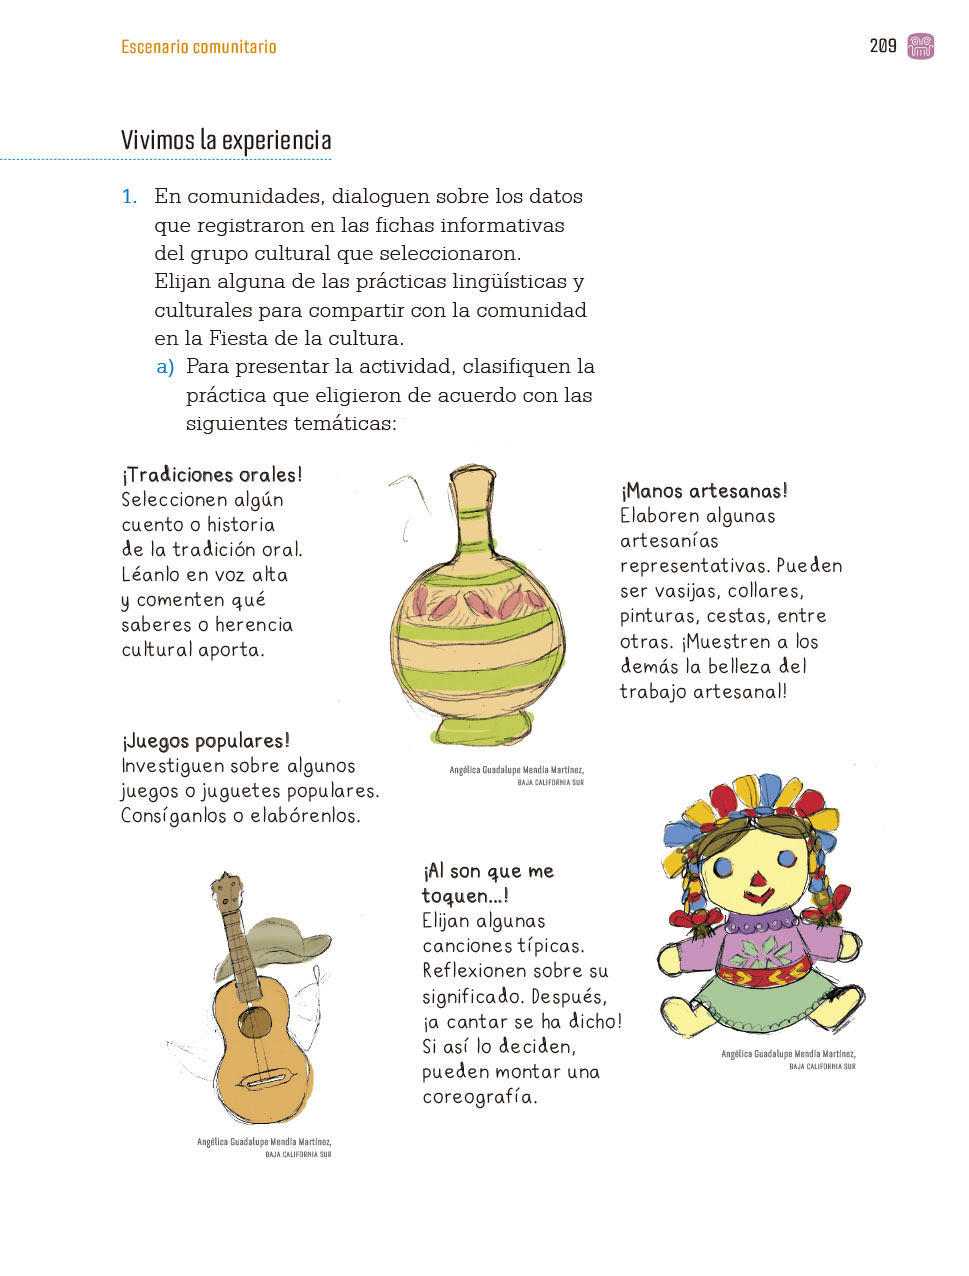 Escenario comunitario
209
Vivimos la experiencia
1. En comunidades, dialoguen sobre los datos
que registraron en las fichas informativas
del grupo cultural que seleccionaron.
Elijan alguna de las prácticas lingüísticas y
culturales para compartir con la comunidad
en la Fiesta de la cultura.
a) Para presentar la actividad, clasifiquen la
práctica que eligieron de acuerdo con las
siguientes temáticas:
¡Tradiciones orales!
Seleccionen algún
cuento o historia
de la tradición oral.
Léanlo en voz alta
y comenten qué
saberes o herencia
cultural aporta.
¡Manos artesanas!
Elaboren algunas
artesanías
representativas. Pueden
ser vasijas, collares,
pinturas, cestas, entre
otras. ¡Muestren a los
demás la belleza del
trabajo artesanal!
Angélica Guadalupe Mendía Martínez,
BAJA CALIFORNIA SUR
¡Juegos populares!
Investiguen sobre algunos
juegos o juguetes populares.
Consíganlos o elabórenlos.
¡Al son que me
toquen...!
Elijan algunas
canciones típicas.
Reflexionen sobre su
significado. Después,
¡a cantar se ha dicho!
Si así lo deciden,
pueden montar una
coreografía.
Angélica Guadalupe Mendía Martínez,
BAJA CALIFORNIA SUR
Angélica Guadalupe Mendía Martínez,
BAJA CALIFORNIA SUR